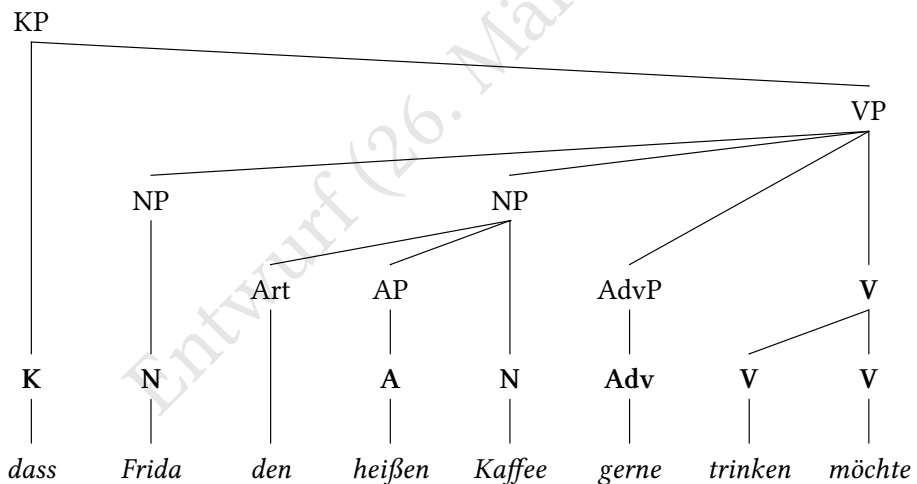 KP
VP
NP NP
Art AP AdvP V
K N A N Adv V V
dass Frida den heißen Kaffee gerne trinken möchte
Entwurf (26. Mä